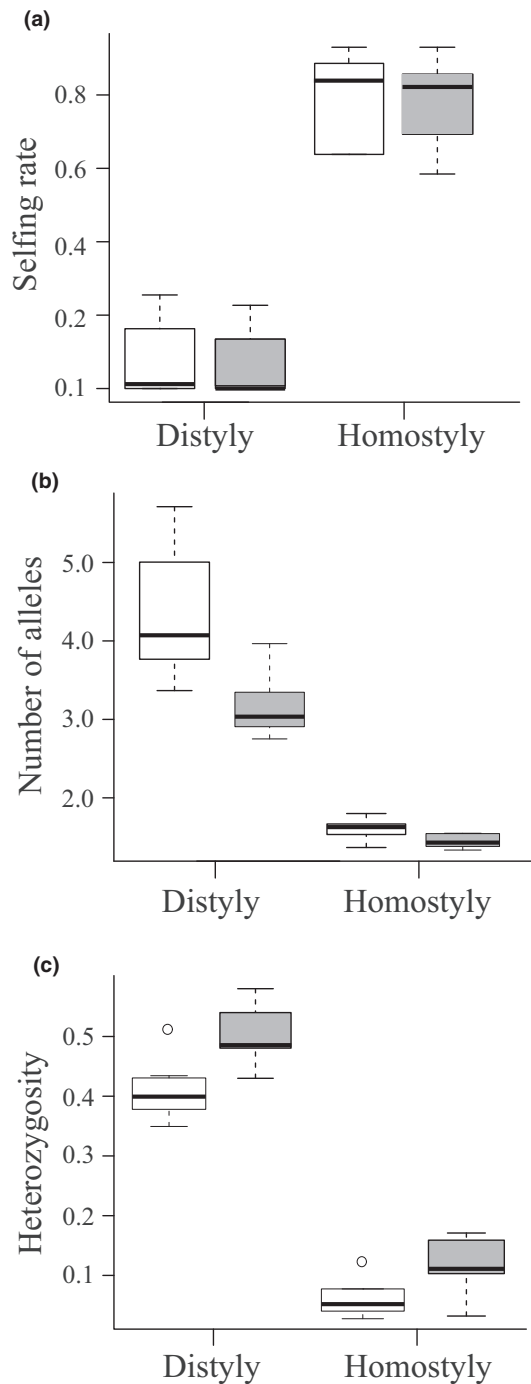 (a)
Selfing rate
0.8
0.6
0.4
0.2
0.1
Distyly Homostyly
(b)
Number of alleles
5.0
4.0
3.0
2.0
Distyly Homostyly
(c)
Heterozygosity
0.5
0.4
0.3
0.2
0.1
Distyly Homostyly